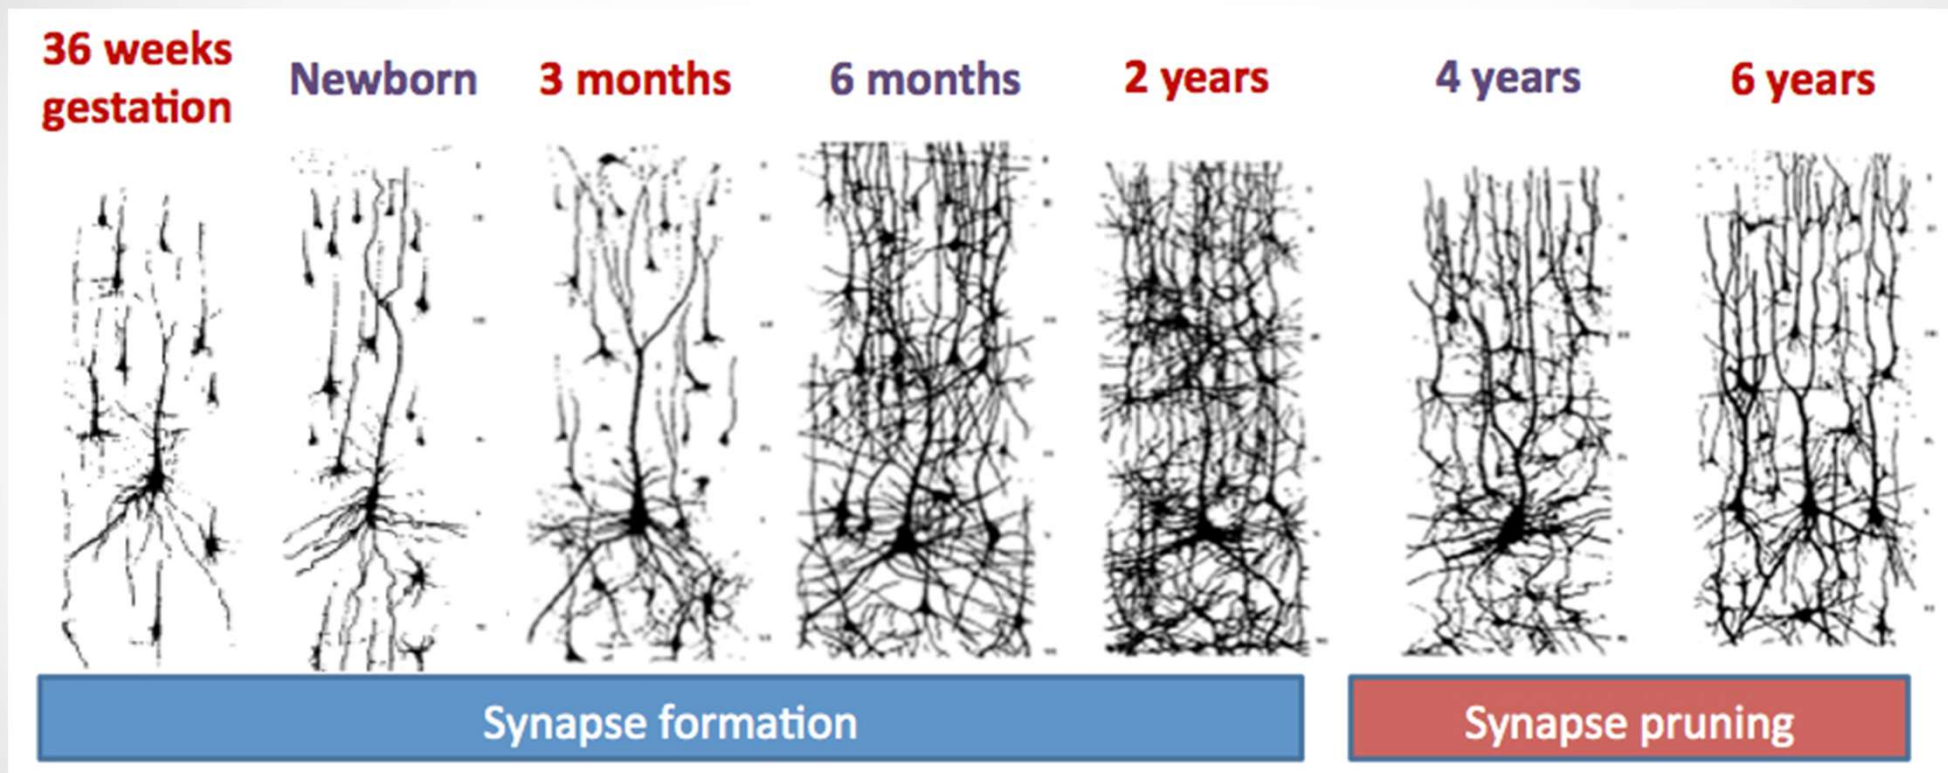 36 weeks
gestation
Newborn
3 months
6 months
2 years
4 years
6 years
Synapse formation
Synapse pruning